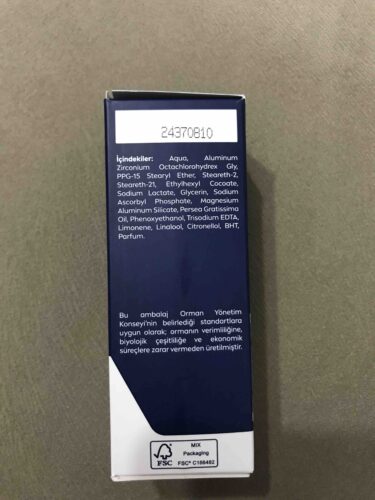 24370810
İçindekiler: Aqua, Aluminum
Zirconium Octachlorohydrex Gly,
PPG-15 Stearyl Ether, Steareth-2,
Steareth-21, Ethylhexyl Cocoate,
Sodium Lactate, Glycerin, Sodium
Ascorbyl Phosphate, Magnesium
Aluminum Silicate, Persea Gratissima
Oil, Phenoxyethanol, Trisodium EDTA,
Limonene, Linalool, Citronellol, BHT,
Parfum.
Bu ambalaj Orman Yönetim
Konseyi'nin belirlediği standartlara
uygun olarak; ormanın verimliliğine,
biyolojik çeşitliliğe ve ekonomik
süreçlere zarar vermeden üretilmiştir.
FSC
MIX
Packaging
FSC® C186482